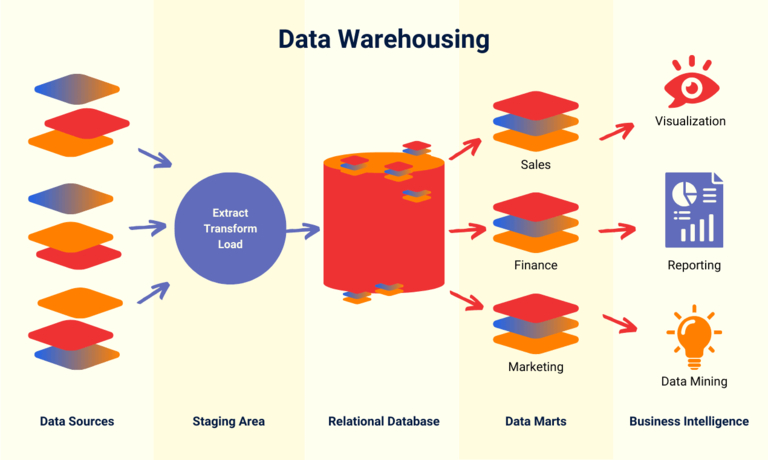 Data Warehousing
Extract
Transform
Load
Sales
Finance
Marketing
Visualization
Reporting
Data Mining
Data Sources
Staging Area
Relational Database
Data Marts
Business Intelligence